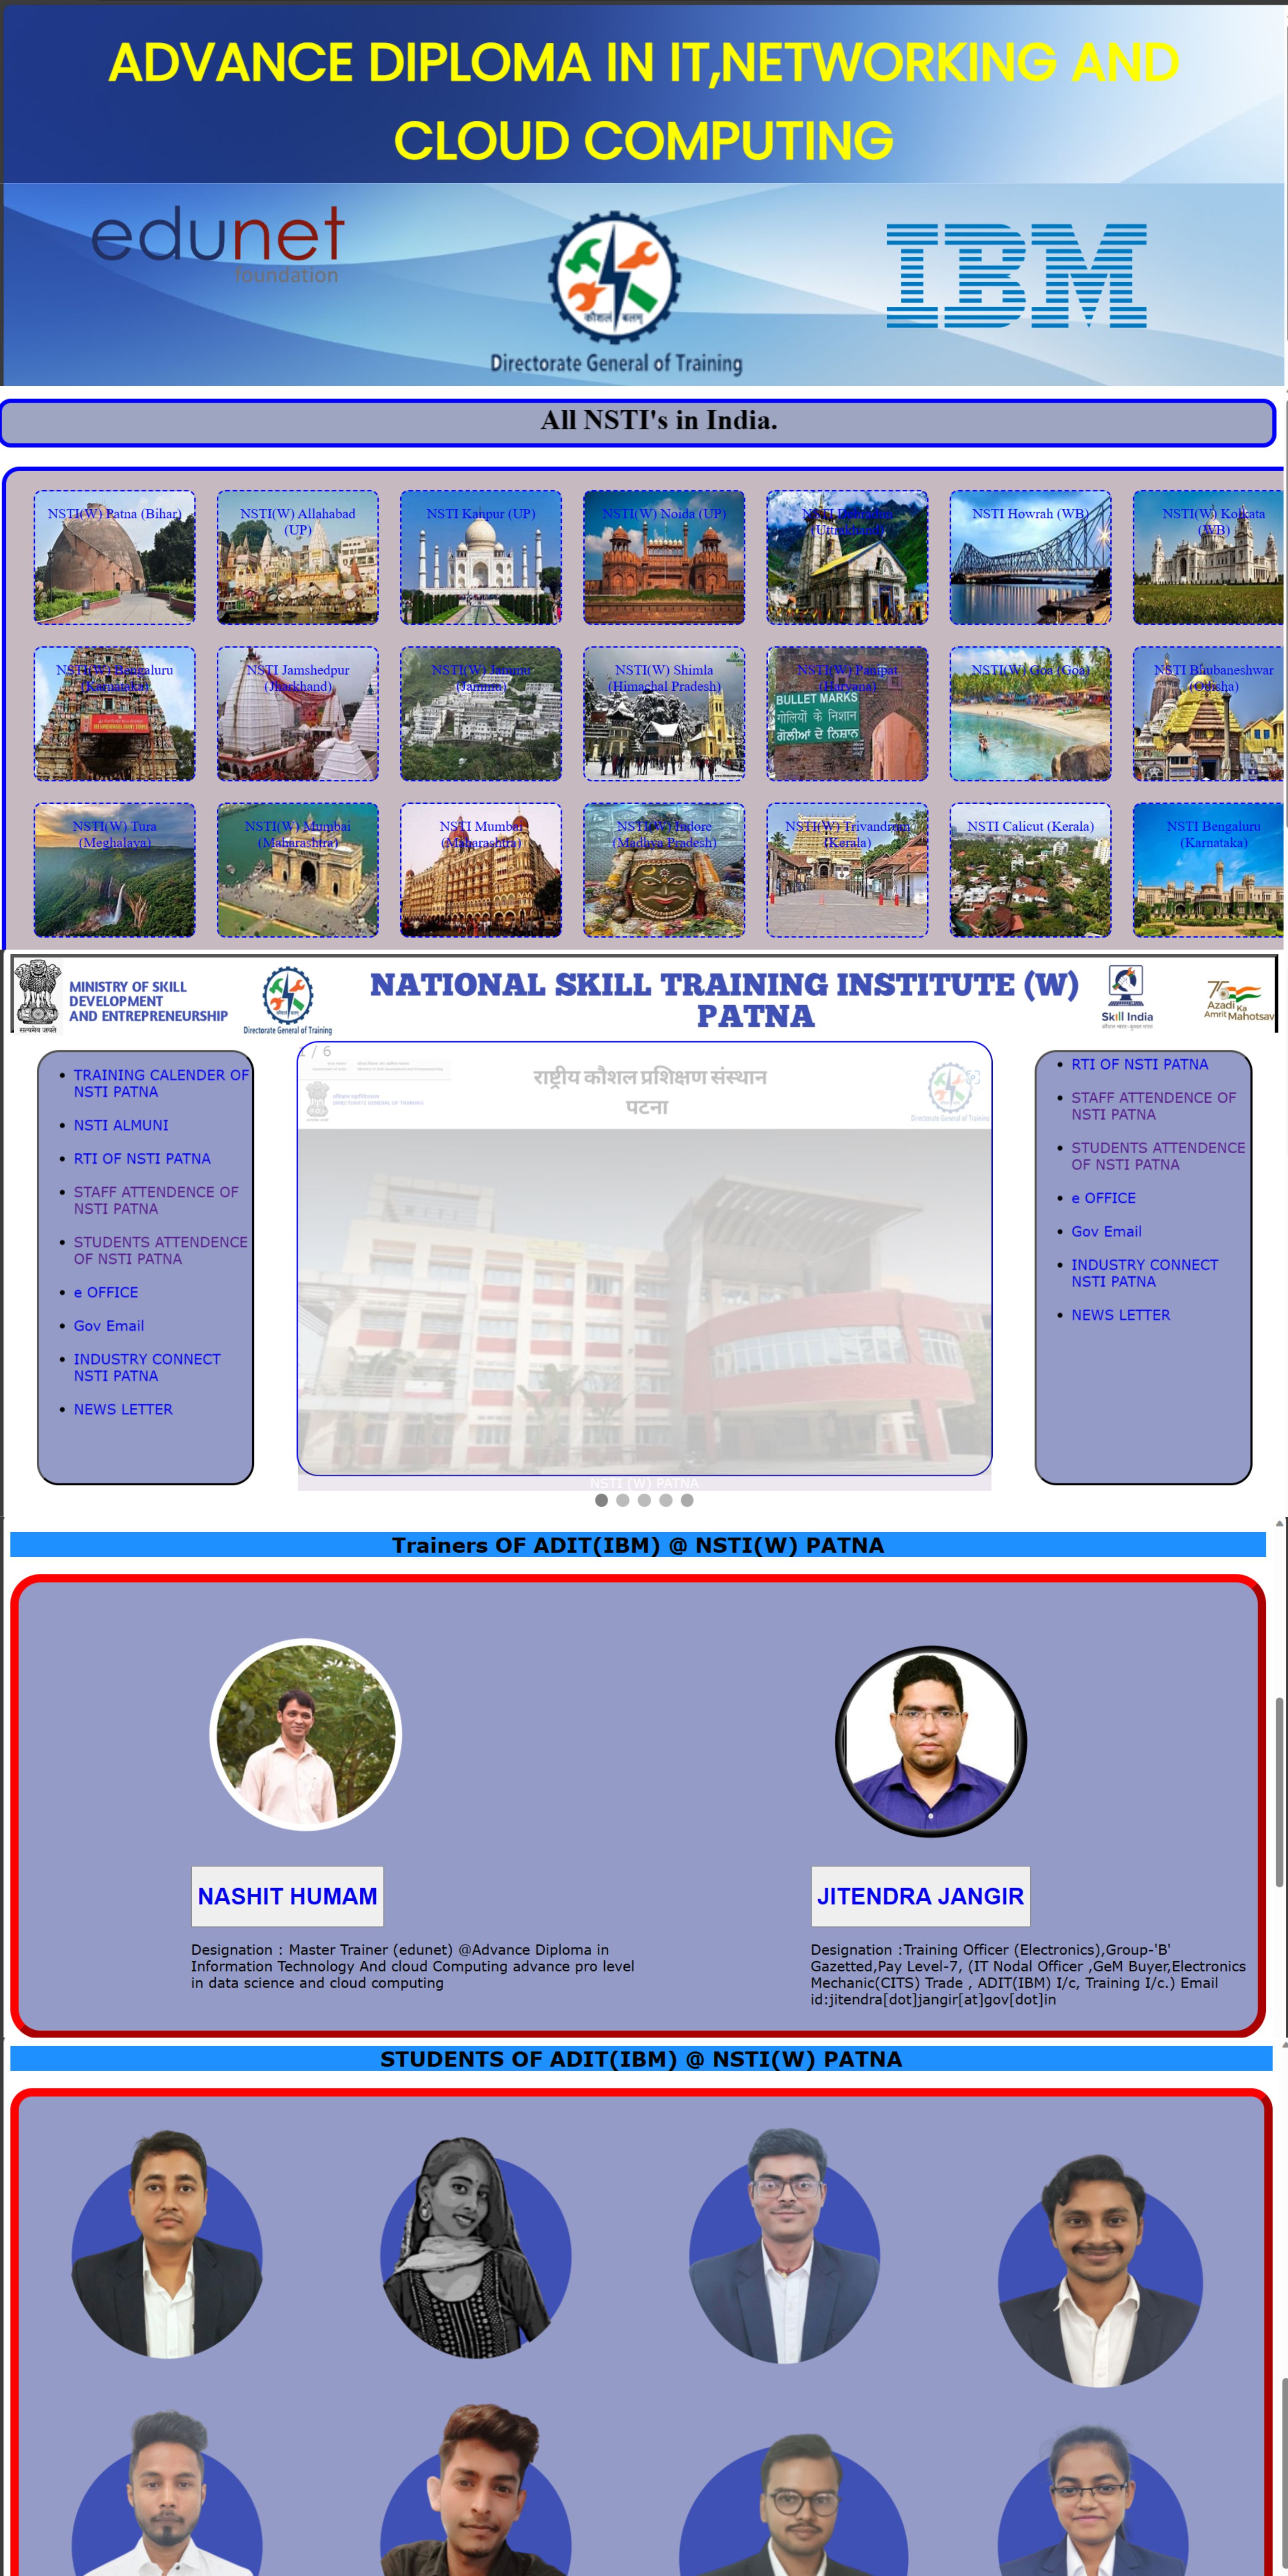 ADVANCE DIPLOMA IN IT,NETWORKING AND
CLOUD COMPUTING
edunet
foundation
कौशलं बलम्
Directorate General of Training
IBM
All NSTI's in India.
NSTI(W) Patna (Bihar)
NSTI(W) Allahabad
(UP)
NSTI Kanpur (UP)
NSTI(W) Noida (UP)
NSTI
(Uttrakhand)
NSTI Howrah (WB)
NSTI(W) Kolkata
(WB)
NSTI(W) Bengaluru
(Karnataka)
NSTI Jamshedpur
(Jharkhand)
NSTI(W) Jammu
(Jammu)
NSTI(W) Shimla
(Himachal Pradesh)
NSTI(W) Panipat
(Haryana)
BULLET MARKS
गोलियों के निशान
ਗੋਲੀਆਂ ਦੇ ਨਿਸ਼ਾਨ
NSTI(W) Goa (Goa)
NSTI Bhubaneshwar
(Odisha)
NSTI(W) Tura
(Meghalaya)
NSTI(W) Mumbai
(Maharashtra)
NSTI Mumbai
(Maharashtra)
NSTI(W) Indore
(Madhya Pradesh)
NSTI(W) Trivandrum
(Kerala)
NSTI Calicut (Kerala)
NSTI Bengaluru
(Karnataka)
सत्यमेव जयते
MINISTRY OF SKILL
DEVELOPMENT
AND ENTREPRENEURSHIP
Directorate General of Training
NATIONAL SKILL TRAINING INSTITUTE (W)
PATNA
Skill India
कौशल भारत-कुशल भारत
75
Azadi Ka
Amrit Mahotsav
TRAINING CALENDER OF
NSTI PATNA
NSTI ALMUNI
RTI OF NSTI PATNA
STAFF ATTENDENCE OF
NSTI PATNA
STUDENTS ATTENDENCE
OF NSTI PATNA
e OFFICE
Gov Email
INDUSTRY CONNECT
NSTI PATNA
NEWS LETTER
/ 6
राष्ट्रीय कौशल प्रशिक्षण संस्थान
पटना
DIRECTORATE GENERAL OF TRAINING
Directorate General of Training
NSTI (W) PATNA
RTI OF NSTI PATNA
STAFF ATTENDENCE OF
NSTI PATNA
STUDENTS ATTENDENCE
OF NSTI PATNA
e OFFICE
Gov Email
INDUSTRY CONNECT
NSTI PATNA
NEWS LETTER
Trainers OF ADIT(IBM) @ NSTI(W) PATNA
NASHIT HUMAM
Designation : Master Trainer (edunet) @Advance Diploma in
Information Technology And cloud Computing advance pro level
in data science and cloud computing
JITENDRA JANGIR
Designation :Training Officer (Electronics),Group-'B'
Gazetted,Pay Level-7, (IT Nodal Officer ,GeM Buyer,Electronics
Mechanic(CITS) Trade , ADIT(IBM) I/c, Training I/c.) Email
id:jitendra[dot]jangir[at]gov[dot]in
STUDENTS OF ADIT(IBM) @ NSTI(W) PATNA